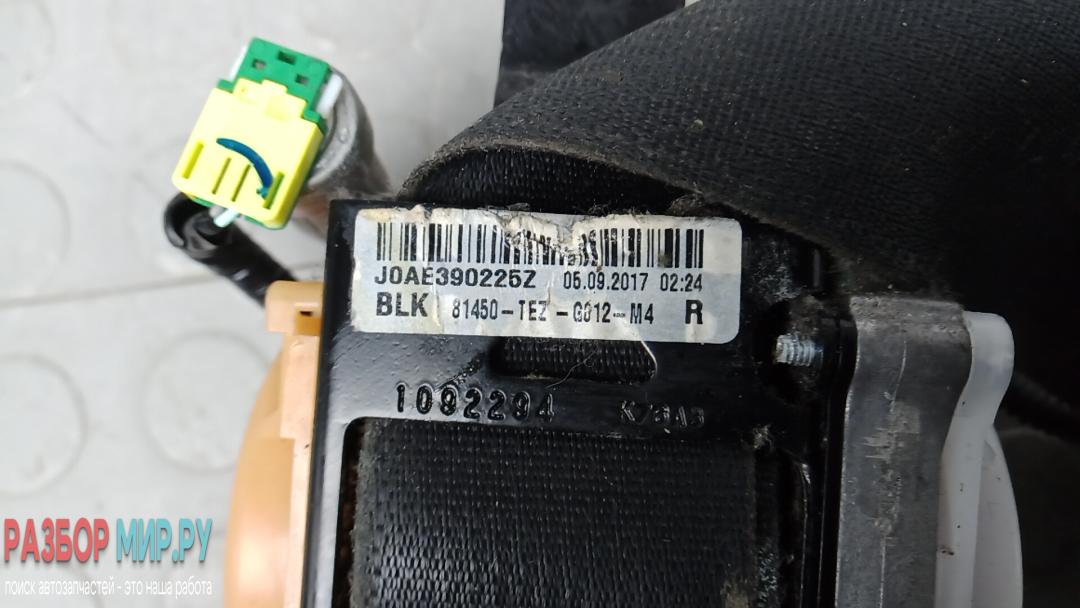 J0AE390225Z 05.09.2017 02:24
BLK 81450-TEZ-G012-M4 R
1092294 K73A3
РАЗБОР МИР.РУ
поиск автозапчастей - это наша работа